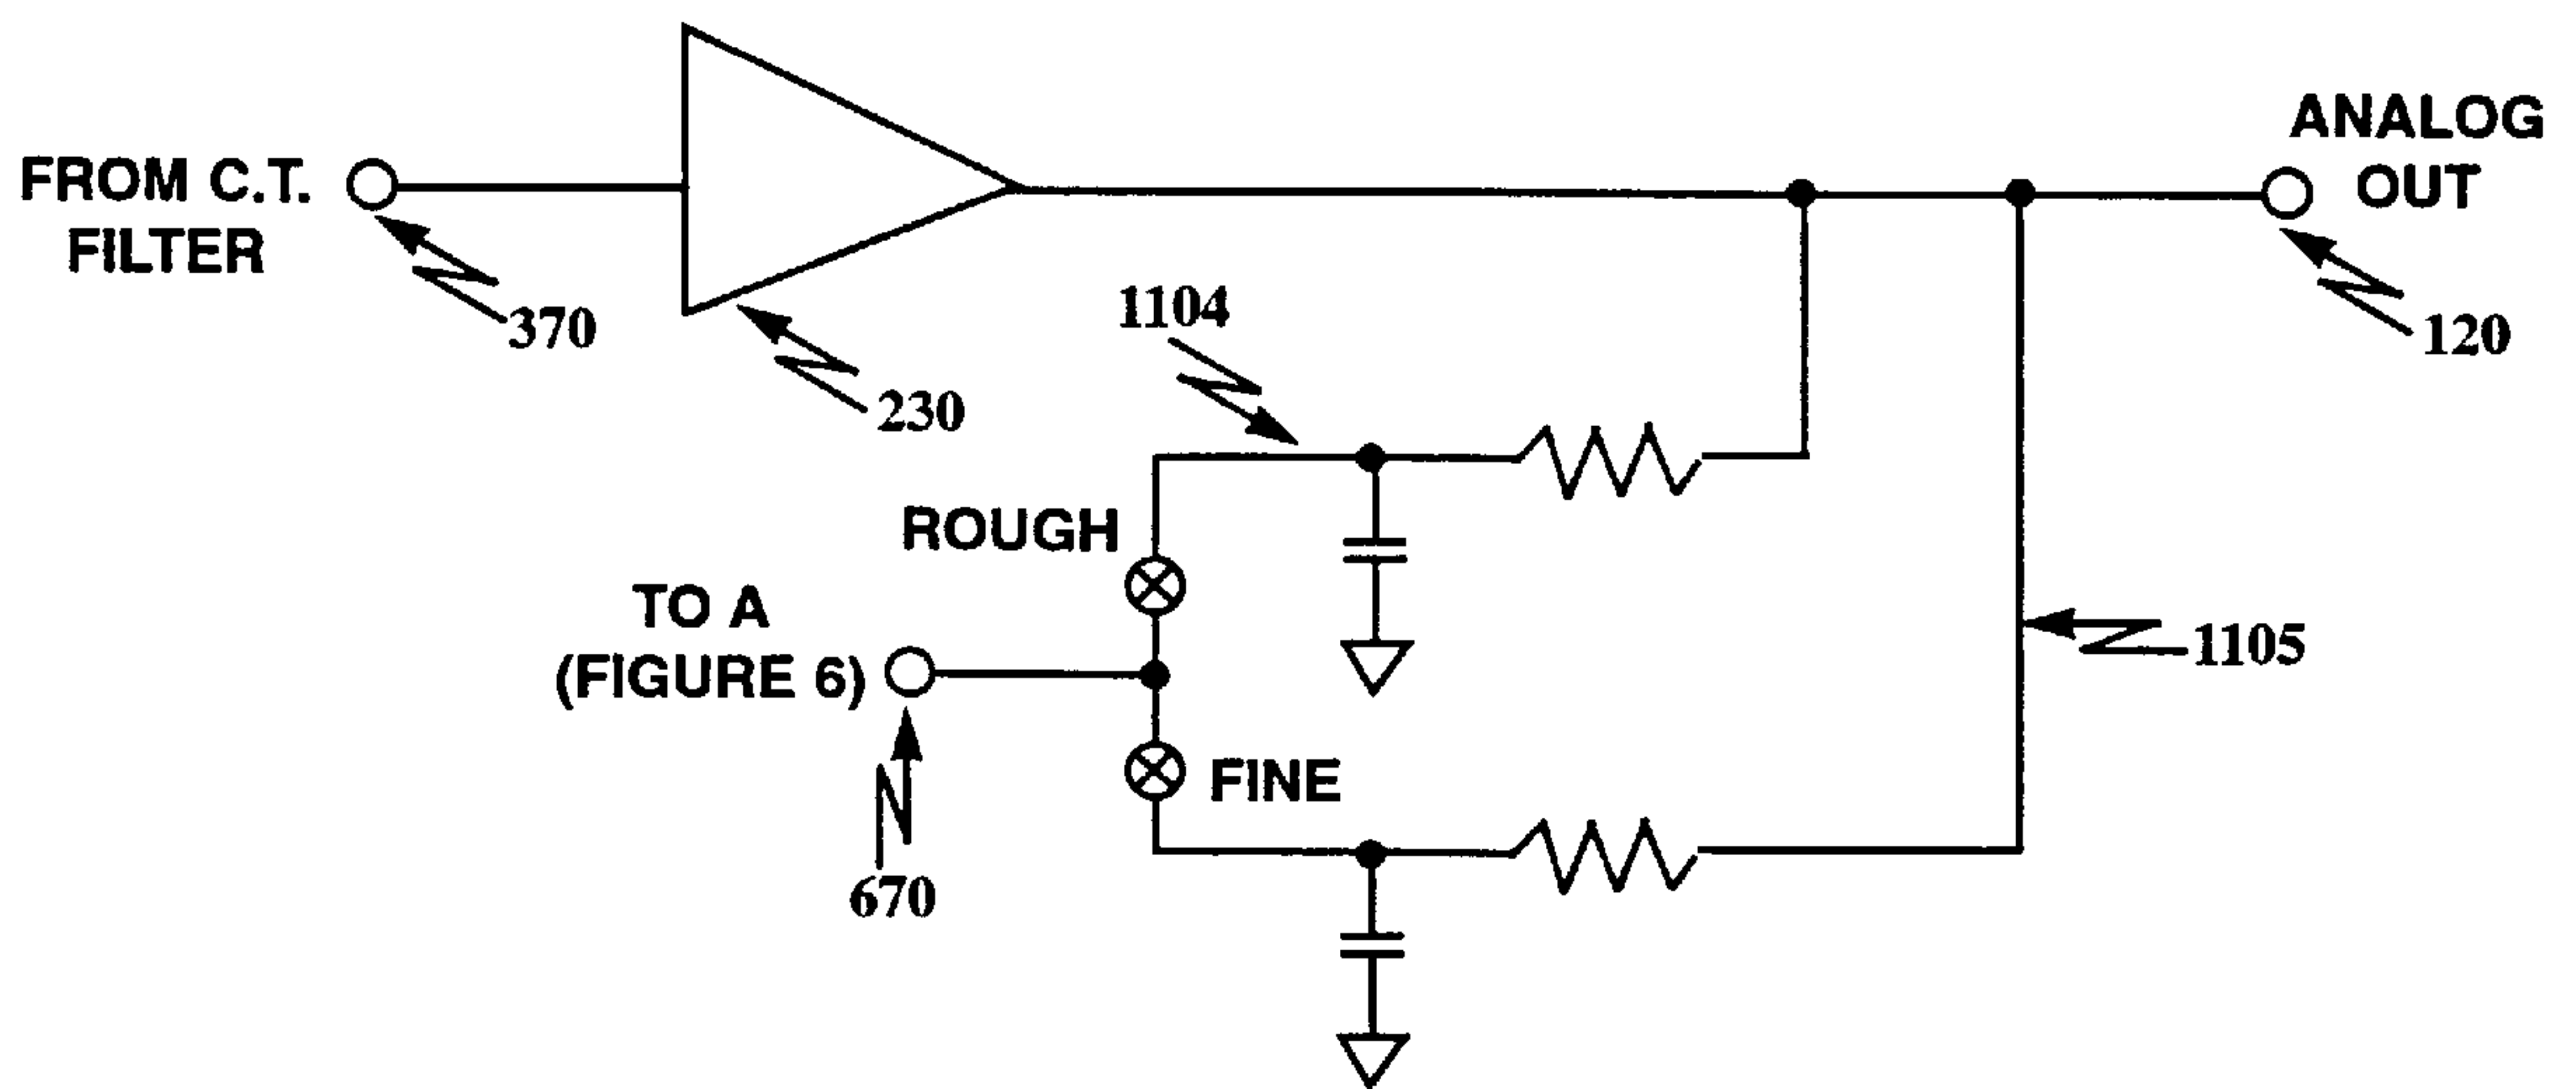 FROM C.T.
FILTER
370
230
1104
ANALOG
OUT
120
ROUGH
TO A
(FIGURE 6)
670
FINE
1105